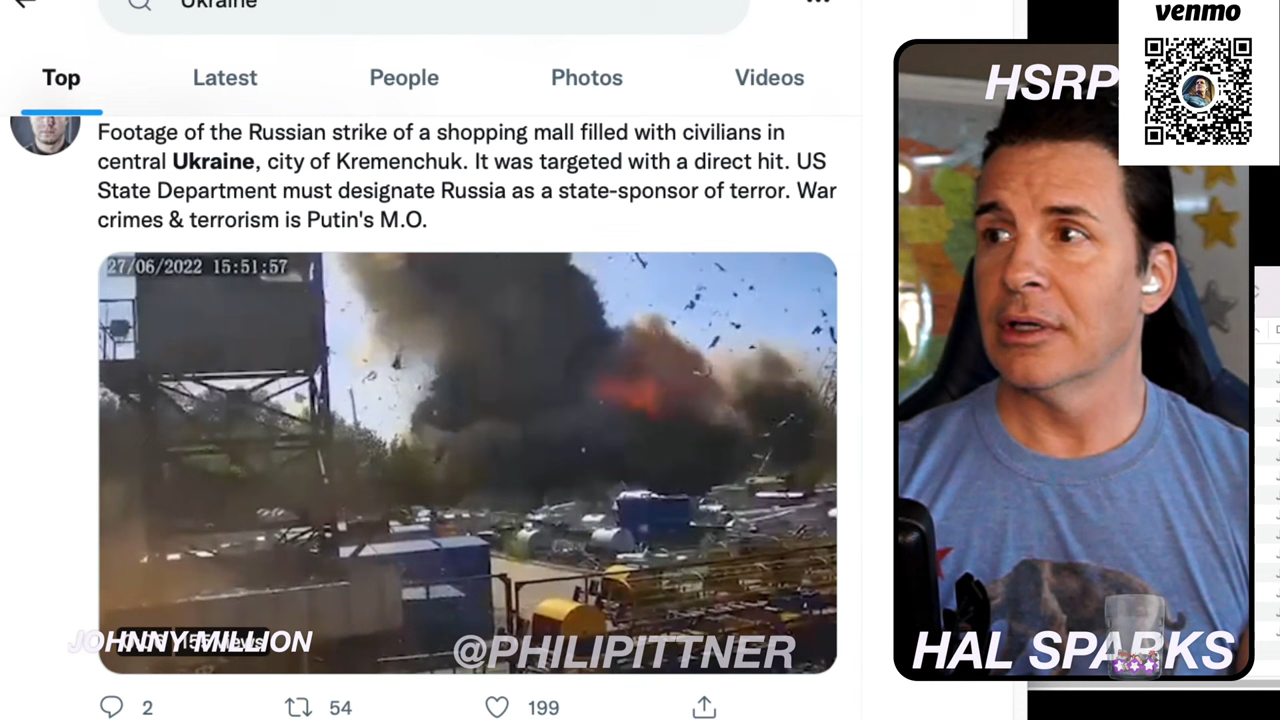 Ukraine
Top
Latest
People
Photos
Videos
Footage of the Russian strike of a shopping mall filled with civilians in
central Ukraine, city of Kremenchuk. It was targeted with a direct hit. US
State Department must designate Russia as a state-sponsor of terror. War
crimes & terrorism is Putin's M.O.
27/06/2022 15:51:57
JOHNNY MILLION
@PHILIPITTNER
2
54
199
venmo
HSRP
HAL SPARKS